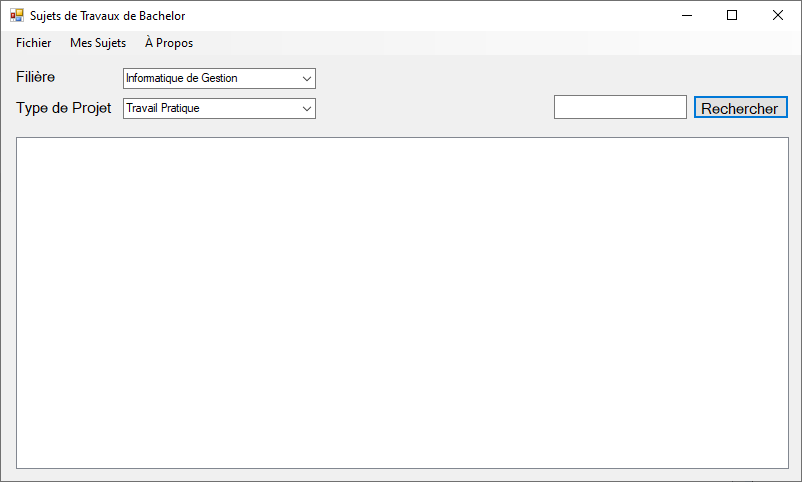 Sujets de Travaux de Bachelor
Fichier Mes Sujets À Propos
Filière Informatique de Gestion
Type de Projet Travail Pratique Rechercher